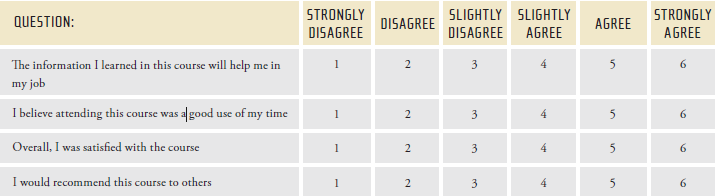 QUESTION: STRONGLY DISAGREE DISAGREE SLIGHTLY DISAGREE SLIGHTLY AGREE AGREE STRONGLY AGREE
The information I learned in this course will help me in 1 2 3 4 5 6
my job
I believe attending this course was a good use of my time 1 2 3 4 5 6
Overall, I was satisfied with the course 1 2 3 4 5 6
I would recommend this course to others 1 2 3 4 5 6